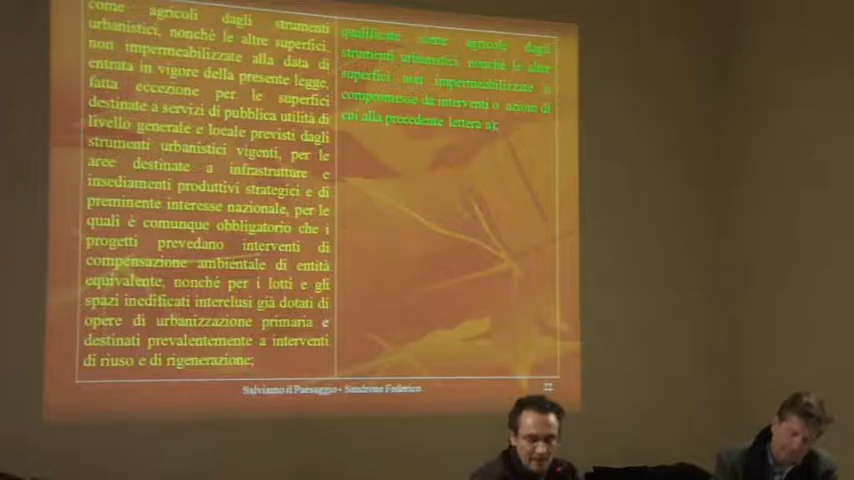 come agricoli dagli strumenti
urbanistici, nonchè le altre superfici,
non impermeabilizzate alla data di
entrata in vigore della presente legge,
fatta eccezione per le superfici
destinate a servizi di pubblica utilità di
livello generale e locale previsti dagli
strumenti urbanistici vigenti, per le
aree destinate a infrastrutture e
insediamenti produttivi strategici e di
preminente interesse nazionale, per le
quali è comunque obbligatorio che i
progetti prevedano interventi di
compensazione ambientale di entità
equivalente, nonché per i lotti e gli
spazi inedificati interclusi già dotati di
opere di urbanizzazione primaria e
destinati prevalentemente a interventi
di riuso e di rigenerazione;
qualificate come agricole dagli
strumenti urbanistici nonché le altre
superfici non impermeabilizzate o
compromesse da interventi o azioni di
cui alla precedente lettera a);
Salviamo il Paesaggio - Sandrone Federico
22